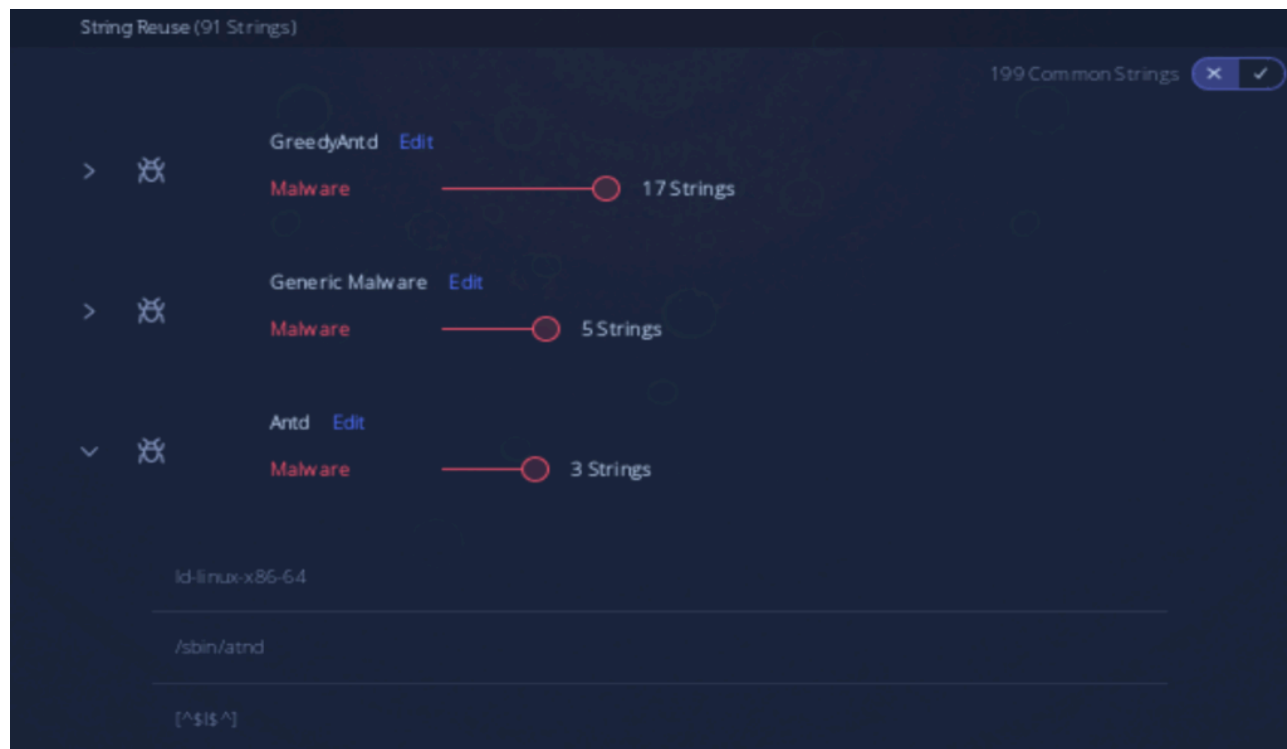 String Reuse (91 Strings)
199 Common Strings
GreedyAntd Edit
Malware 17 Strings
Generic Malware Edit
Malware 5 Strings
Antd Edit
Malware 3 Strings
ld-linux-x86-64
/sbin/atnd
[^$I$^]